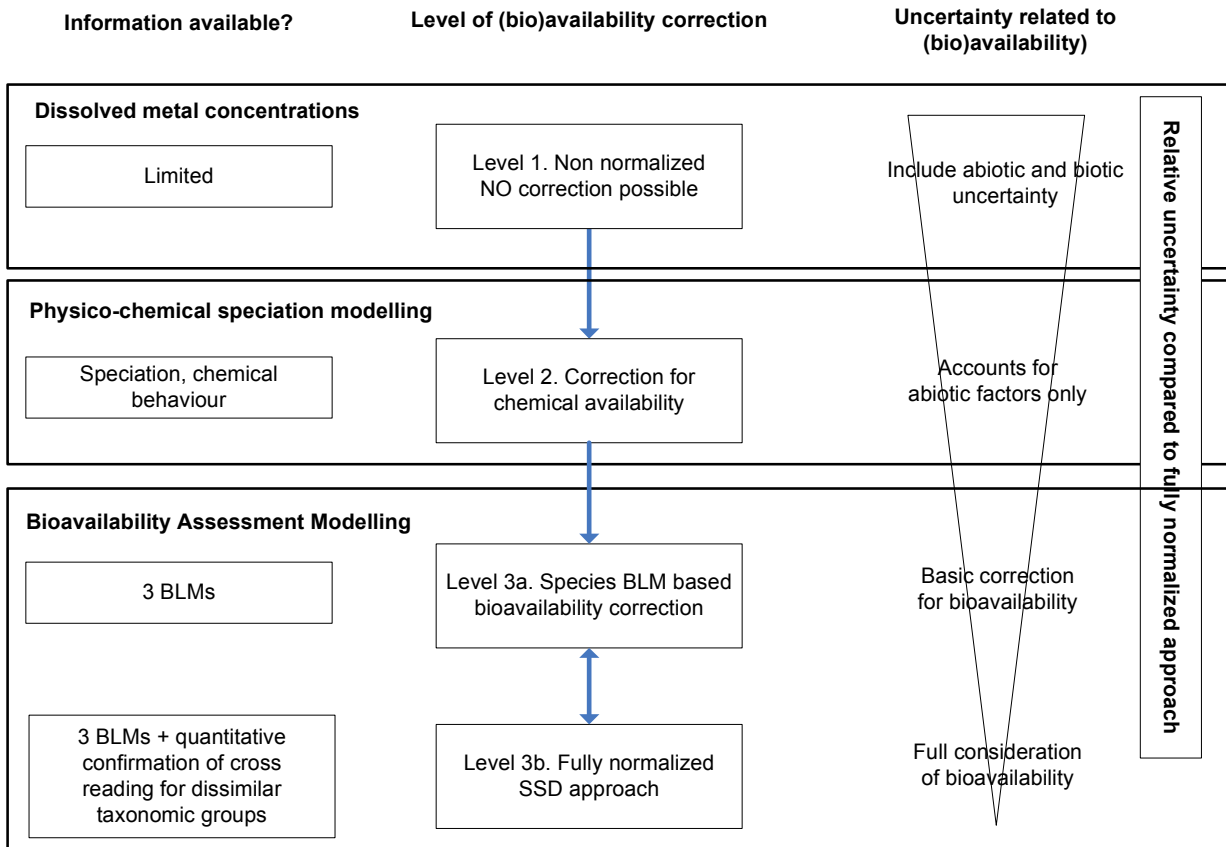 Information available?
Level of (bio)availability correction
Uncertainty related to
(bio)availability)
Dissolved metal concentrations
Limited
Level 1. Non normalized
NO correction possible
Include abiotic and biotic
uncertainty
Physico-chemical speciation modelling
Speciation, chemical
behaviour
Level 2. Correction for
chemical availability
Accounts for
abiotic factors only
Bioavailability Assessment Modelling
3 BLMs
Level 3a. Species BLM based
bioavailability correction
Basic correction
for bioavailability
3 BLMs + quantitative
confirmation of cross
reading for dissimilar
taxonomic groups
Level 3b. Fully normalized
SSD approach
Full consideration
of bioavailability
Relative uncertainty compared to fully normalized approach